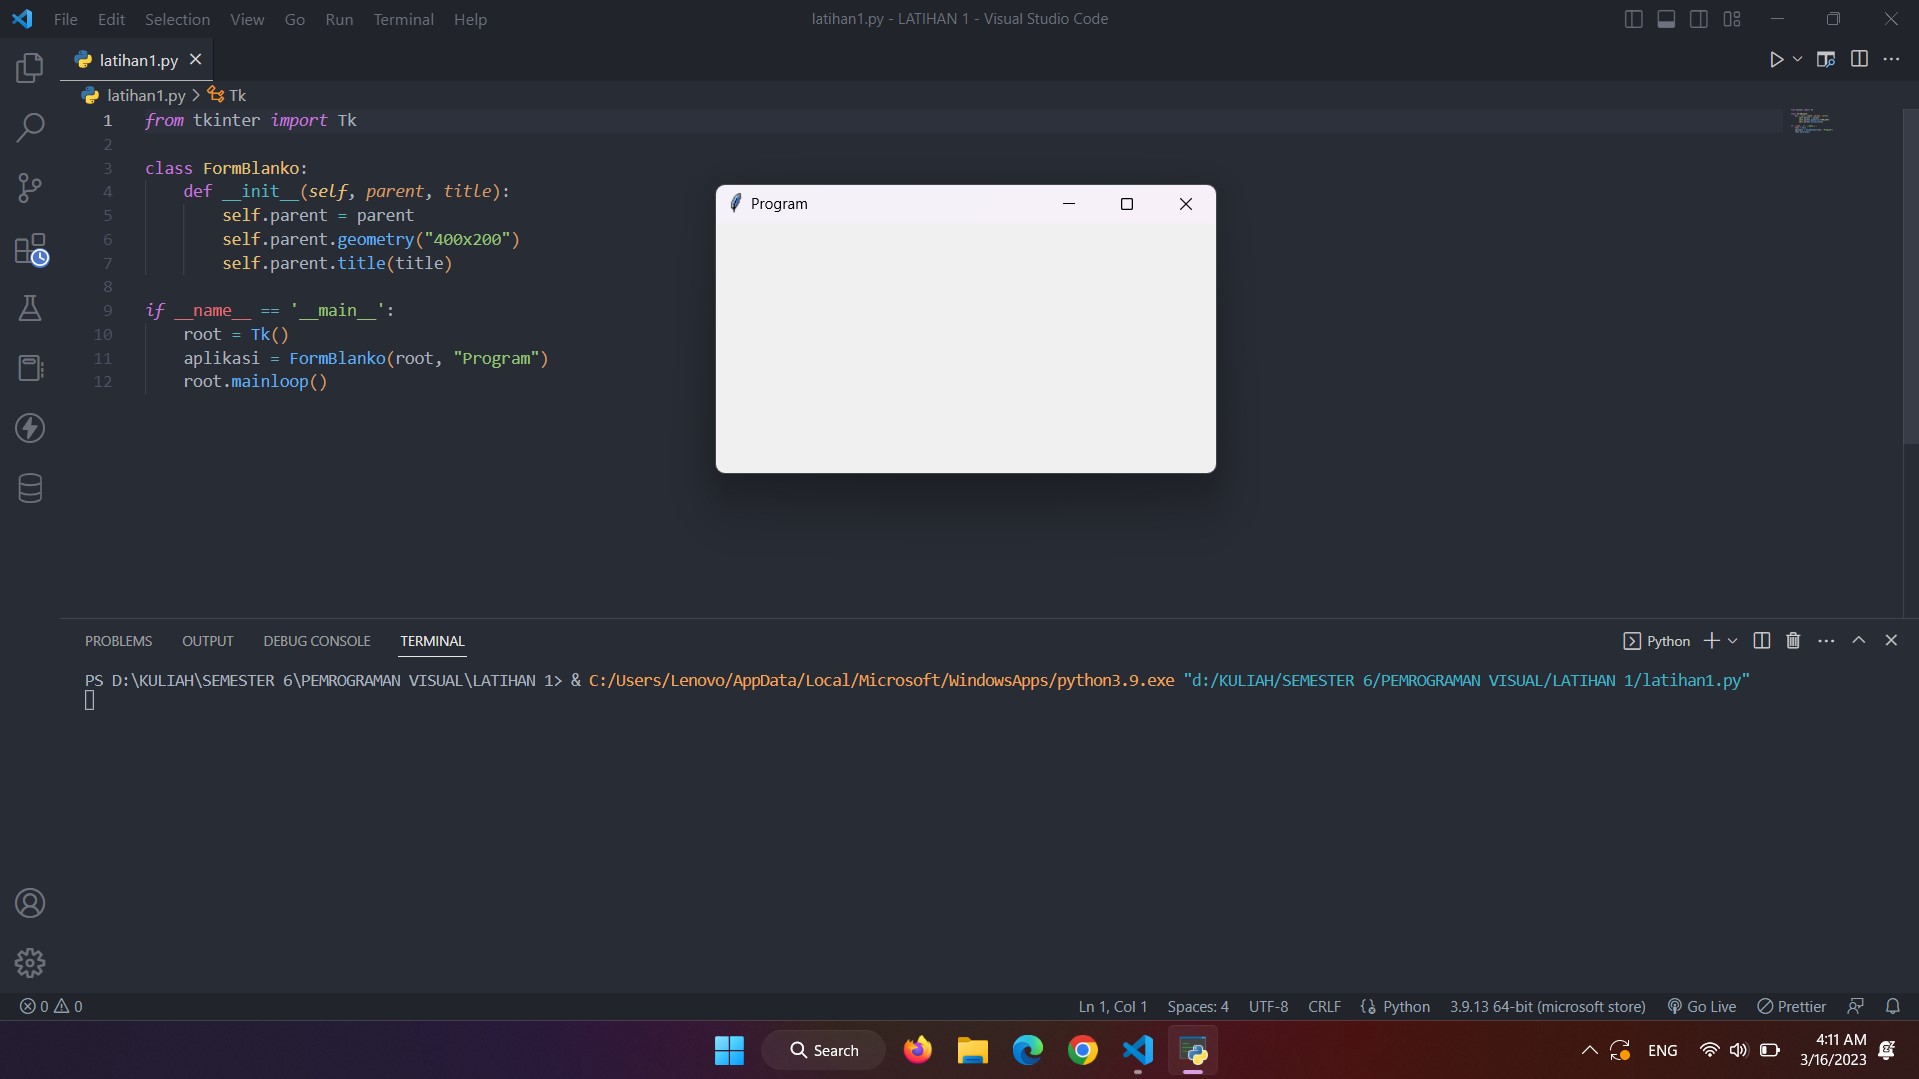 File Edit Selection View Go Run Terminal Help
latihan1.py - LATIHAN 1 - Visual Studio Code
latihan1.py
latihan1.py > Tk
1 from tkinter import Tk
2
3 class FormBlanko:
4 def __init__(self, parent, title):
5 self.parent = parent
6 self.parent.geometry("400x200")
7 self.parent.title(title)
8
9 if __name__ == '__main__':
10 root = Tk()
11 aplikasi = FormBlanko(root, "Program")
12 root.mainloop()
Program
PROBLEMS OUTPUT DEBUG CONSOLE TERMINAL
Python
PS D:\KULIAH\SEMESTER 6\PEMROGRAMAN VISUAL\LATIHAN 1> & C:/Users/Lenovo/AppData/Local/Microsoft/WindowsApps/python3.9.exe "d:/KULIAH/SEMESTER 6/PEMROGRAMAN VISUAL/LATIHAN 1/latihan1.py"
0 0
Ln 1, Col 1 Spaces: 4 UTF-8 CRLF Python 3.9.13 64-bit (microsoft store) Go Live Prettier
Search
ENG
4:11 AM
3/16/2023